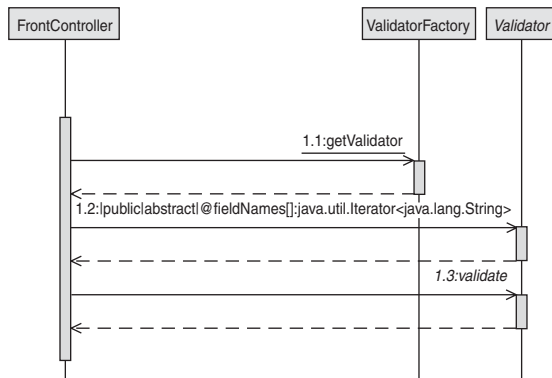 FrontController
ValidatorFactory
Validator
1.1:getValidator
1.2:|public|abstract|@fieldNames[]:java.util.Iterator<java.lang.String>
1.3:validate